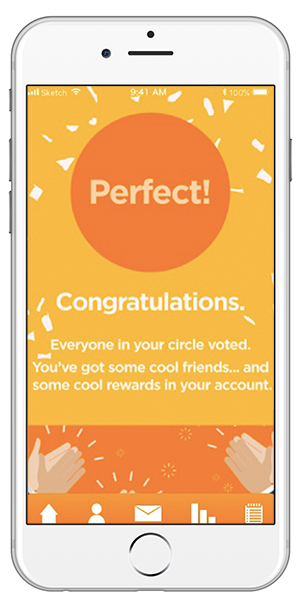 Sketch 9:41 AM 100%
Perfect!
Congratulations.
Everyone in your circle voted.
You've got some cool friends... and
some cool rewards in your account.